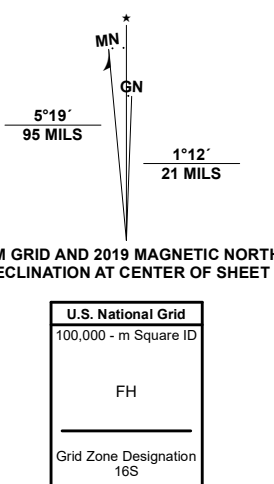 ★
MN
GN
5°19´
95 MILS
1°12´
21 MILS
M GRID AND 2019 MAGNETIC NORTH
ECLINATION AT CENTER OF SHEET
U.S. National Grid
100,000 - m Square ID
FH
Grid Zone Designation
16S